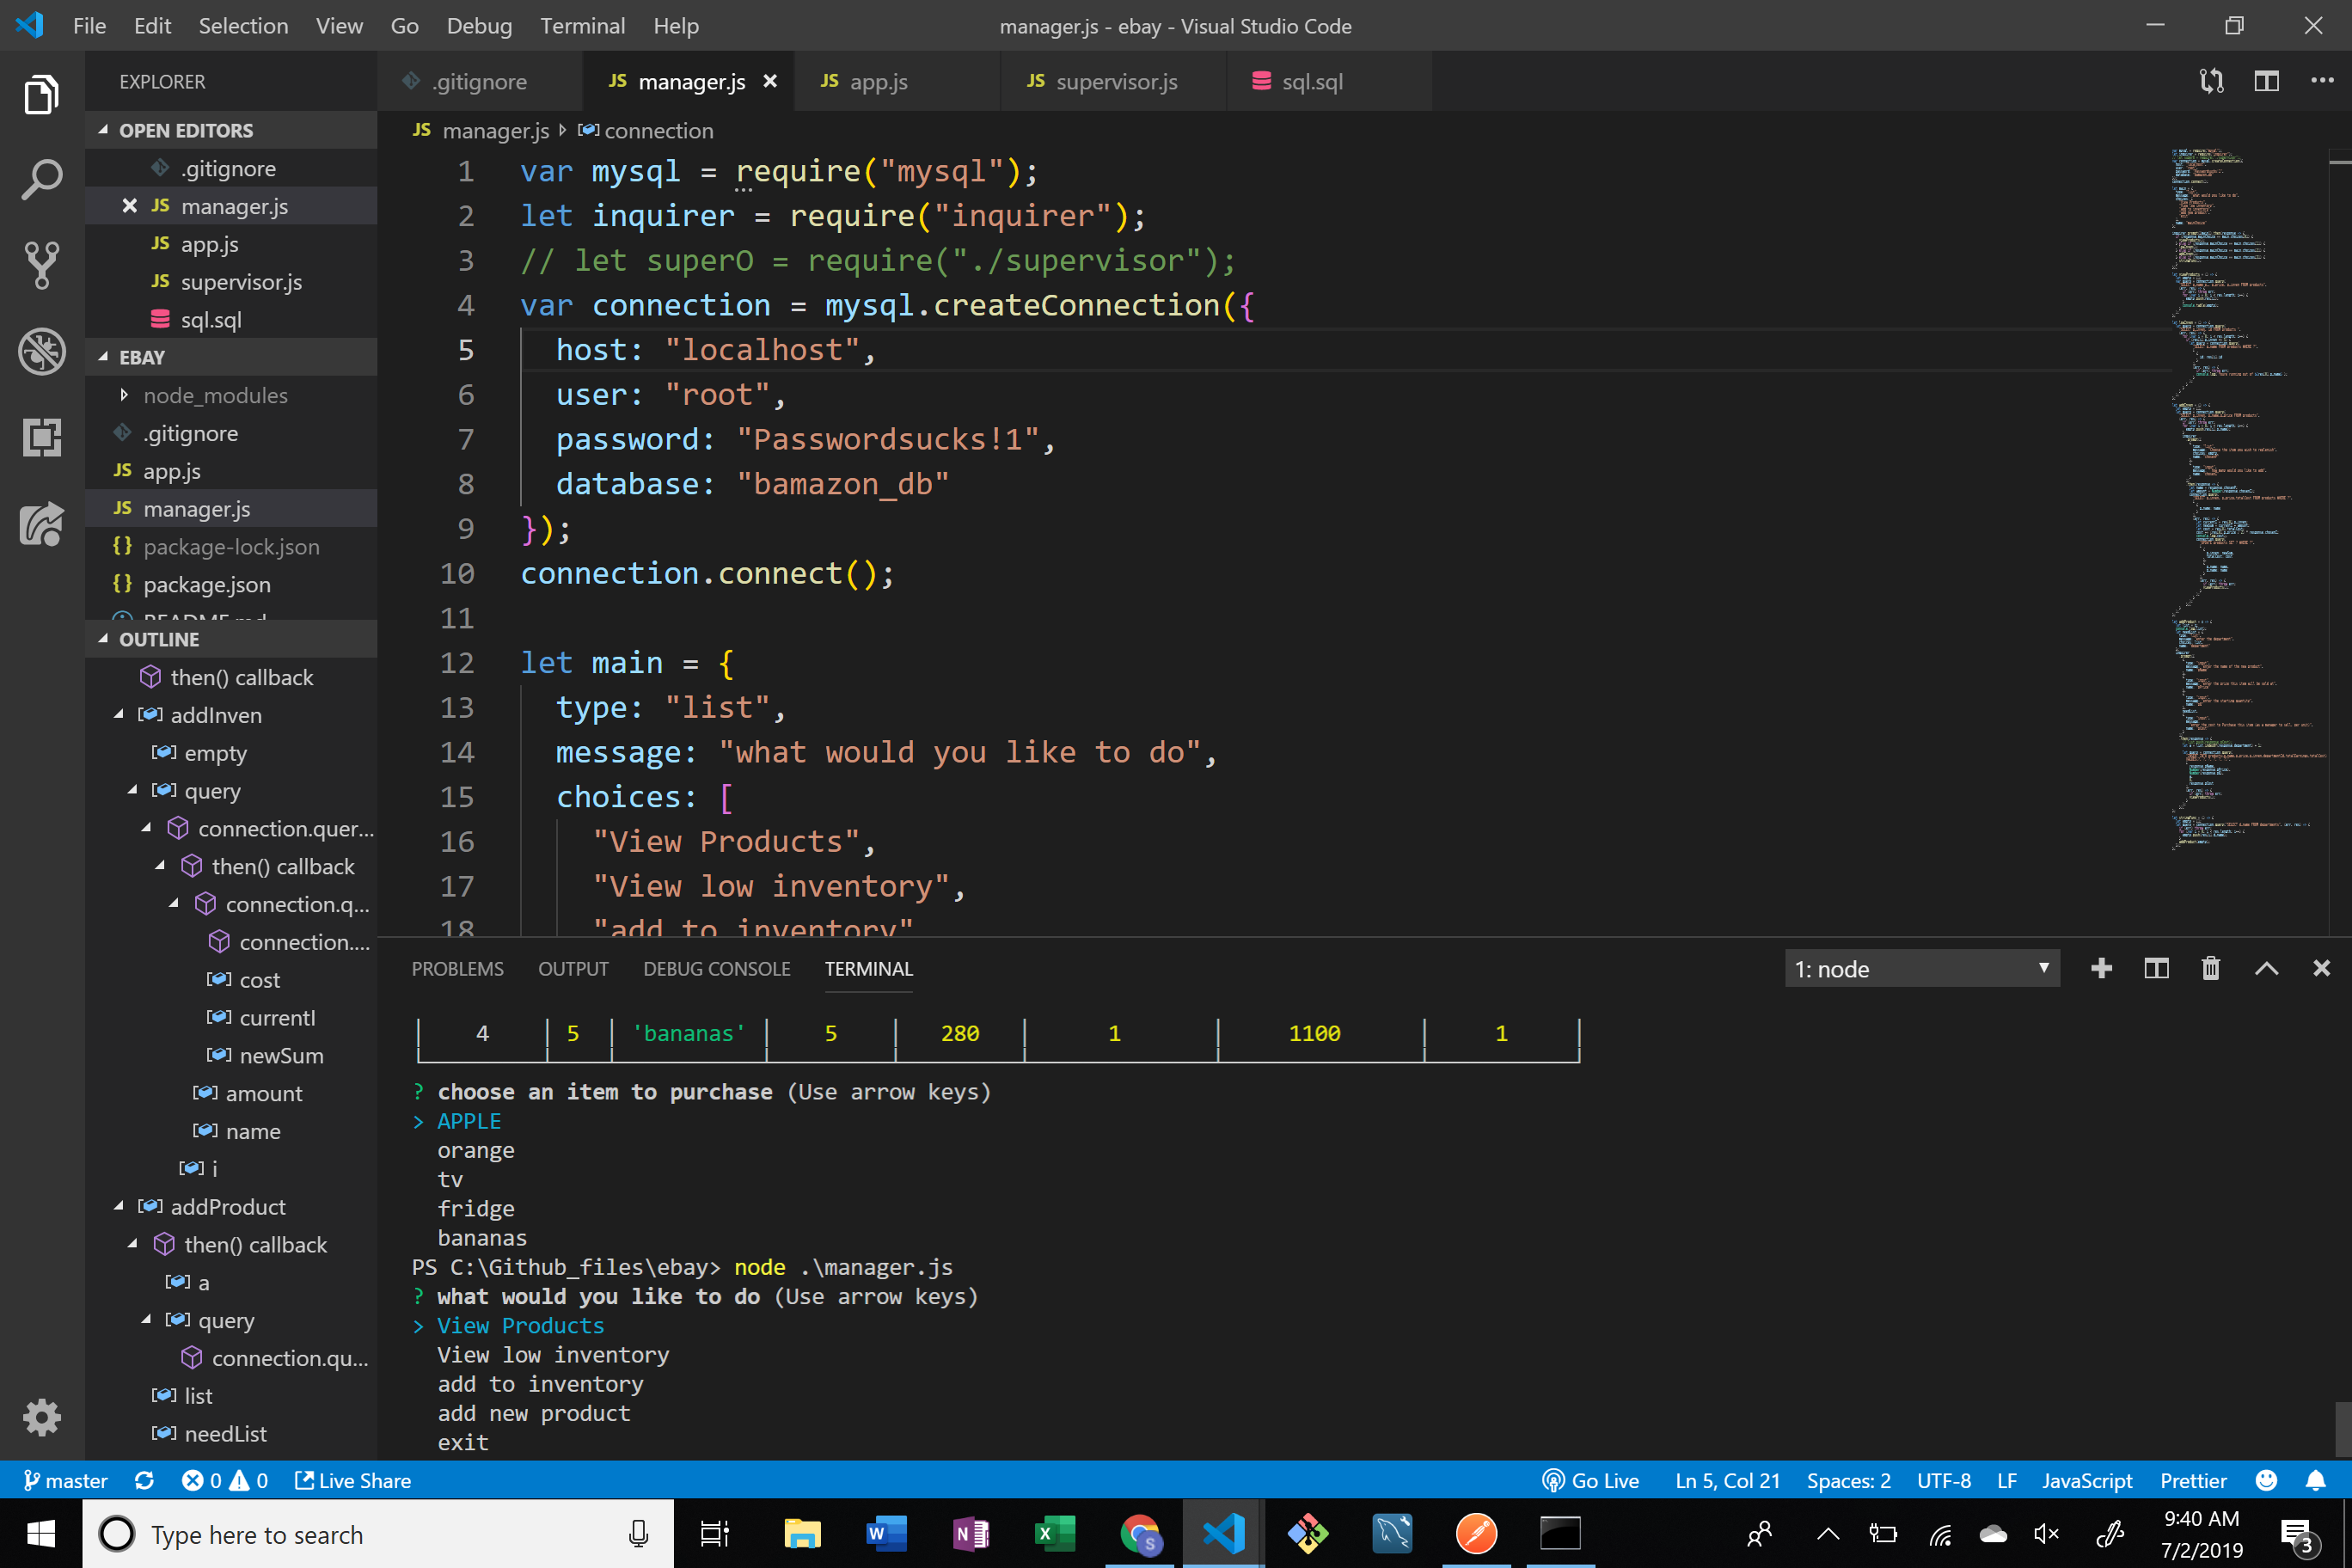 File Edit Selection View Go Debug Terminal Help
manager.js - ebay - Visual Studio Code
EXPLORER
OPEN EDITORS
.gitignore
JS manager.js
JS app.js
JS supervisor.js
sql.sql
EBAY
node_modules
.gitignore
JS app.js
JS manager.js
{} package-lock.json
{} package.json
README.md
OUTLINE
then() callback
addInven
empty
query
connection.quer...
then() callback
connection.q...
connection....
cost
currentI
newSum
amount
name
i
addProduct
then() callback
a
query
connection.qu...
list
needList
.gitignore
JS manager.js
JS app.js
JS supervisor.js
sql.sql
JS manager.js connection
1 var mysql = require("mysql");
2 let inquirer = require("inquirer");
3 // let superO = require("./supervisor");
4 var connection = mysql.createConnection({
5 host: "localhost",
6 user: "root",
7 password: "Passwordsucks!1",
8 database: "bamazon_db"
9 });
10 connection.connect();
11
12 let main = {
13 type: "list",
14 message: "what would you like to do",
15 choices: [
16 "View Products",
17 "View low inventory",
18 "add to inventory"
PROBLEMS OUTPUT DEBUG CONSOLE TERMINAL
1: node
4 5 'bananas' 5 280 1 1100 1
? choose an item to purchase (Use arrow keys)
> APPLE
orange
tv
fridge
bananas
PS C:\Github_files\ebay> node .\manager.js
? what would you like to do (Use arrow keys)
> View Products
View low inventory
add to inventory
add new product
exit
master 0 0 Live Share
Go Live Ln 5, Col 21 Spaces: 2 UTF-8 LF JavaScript Prettier
Type here to search
W
N
X
S
9:40 AM
7/2/2019
3